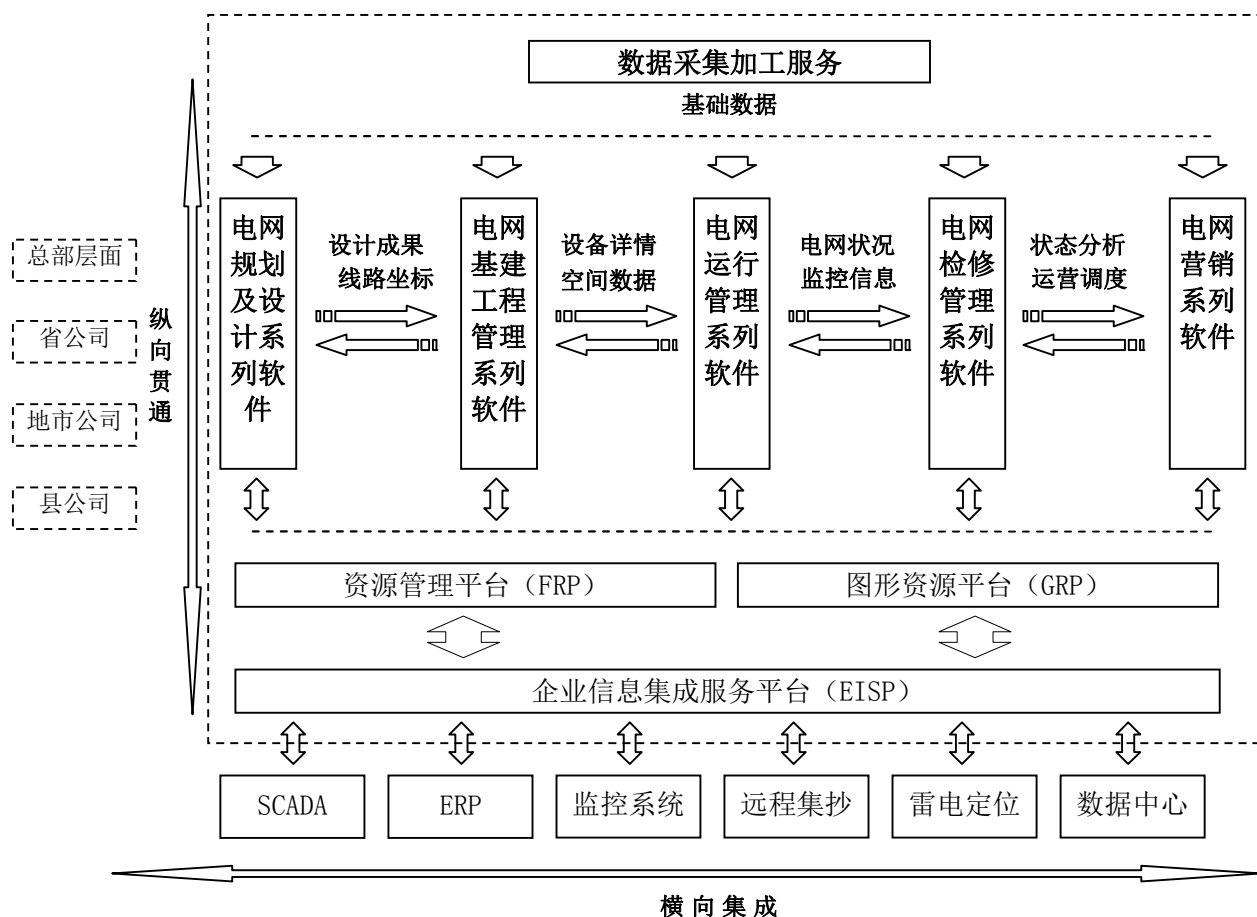 数据采集加工服务
基础数据
总部层面
省公司
地市公司
县公司
纵
向
贯
通
电网
规划
及设
计系
列软
件
设计成果
线路坐标
电网
基建
工程
管理
系列
软件
设备详情
空间数据
电网
运行
管理
系列
软件
电网状况
监控信息
电网
检修
管理
系列
软件
状态分析
运营调度
电网
营销
系列
软件
资源管理平台（FRP）
图形资源平台（GRP）
企业信息集成服务平台（EISP）
SCADA
ERP
监控系统
远程集抄
雷电定位
数据中心
横向集成